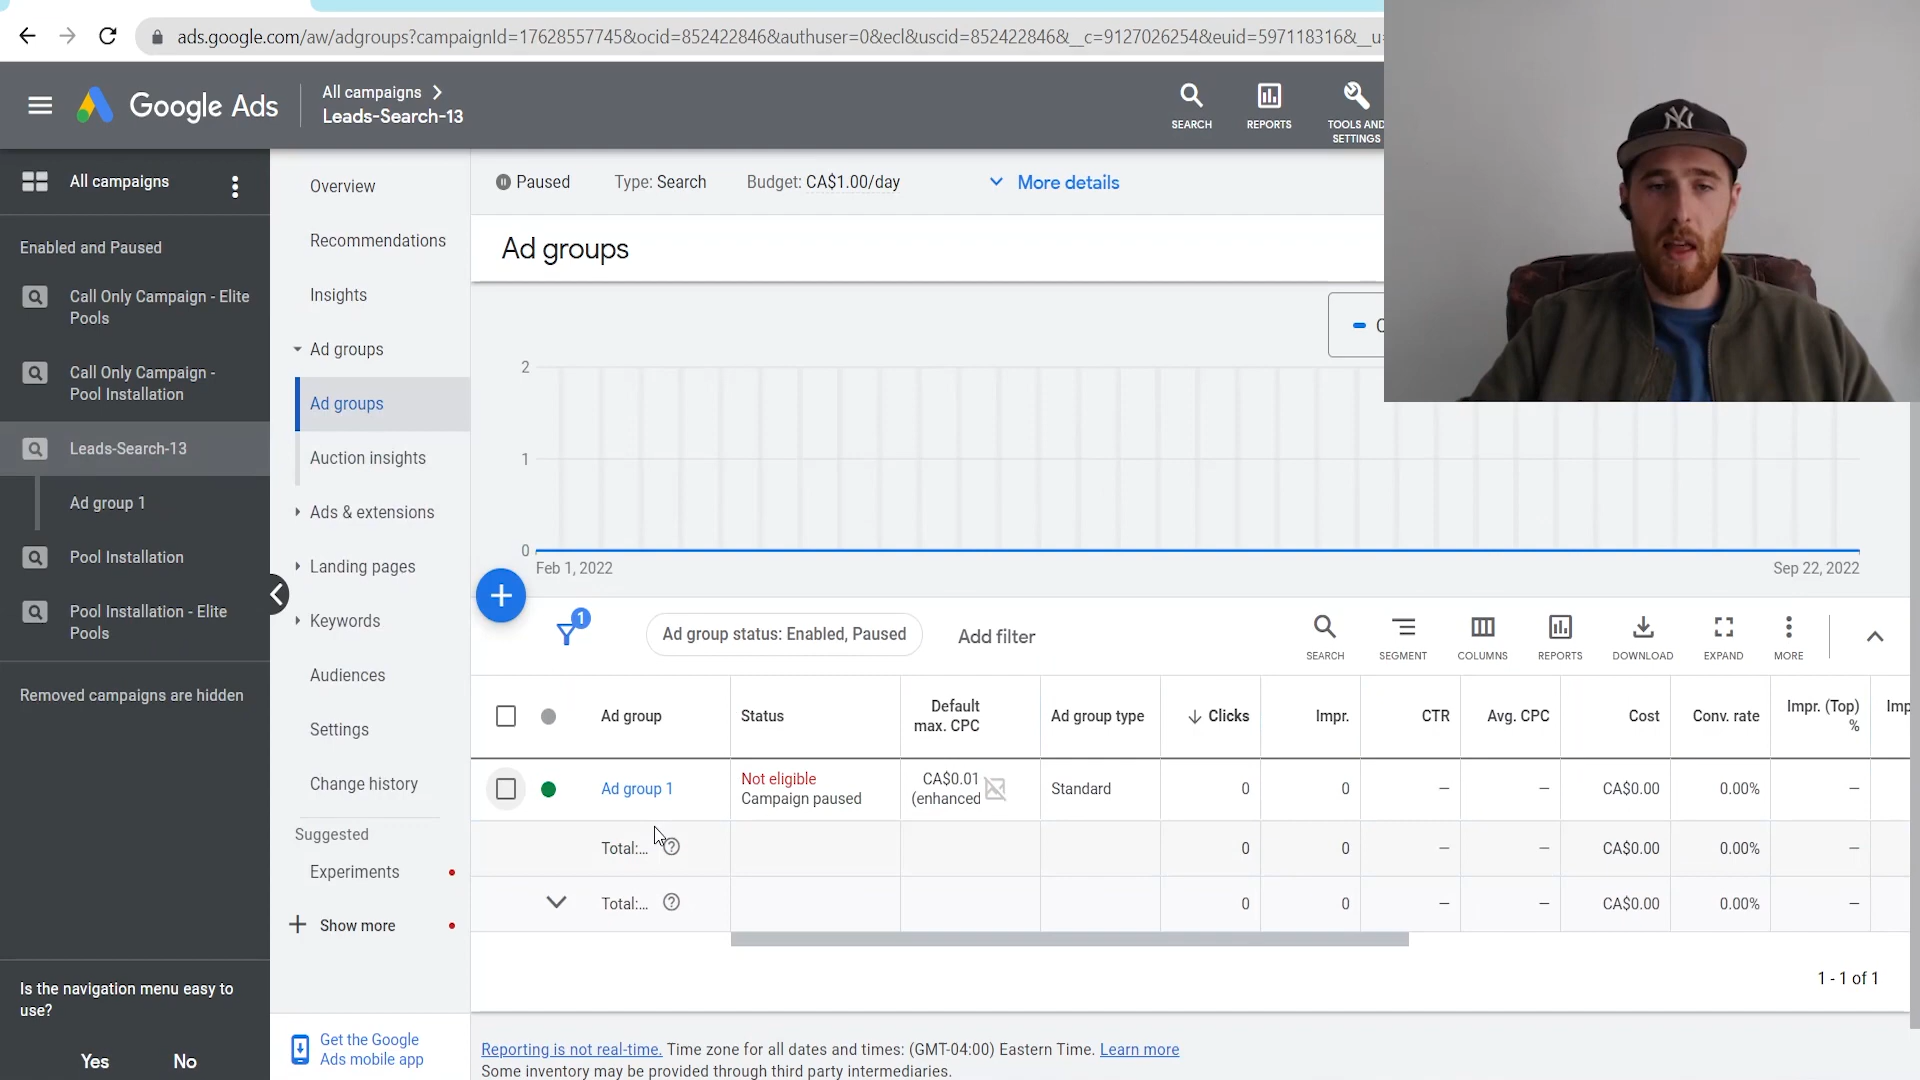 ads.google.com/aw/adgroups?campaignId=17628557745&ocid=852422846&authuser=0&ecl&uscid=852422846&__c=9127026254&euid=597118316&__u=
Google Ads
All campaigns
Leads-Search-13
SEARCH
REPORTS
TOOLS AND
SETTINGS
All campaigns
Enabled and Paused
Call Only Campaign - Elite
Pools
Call Only Campaign -
Pool Installation
Leads-Search-13
Ad group 1
Pool Installation
Pool Installation - Elite
Pools
Removed campaigns are hidden
Is the navigation menu easy to
use?
Yes
No
Overview
Recommendations
Insights
Ad groups
Ad groups
Auction insights
Ads & extensions
Landing pages
Keywords
Audiences
Settings
Change history
Suggested
Experiments
Show more
Get the Google
Ads mobile app
Paused
Type: Search
Budget: CA$1.00/day
More details
Ad groups
C
2
1
0
Feb 1, 2022
Sep 22, 2022
1
Ad group status: Enabled, Paused
Add filter
SEARCH
SEGMENT
COLUMNS
REPORTS
DOWNLOAD
EXPAND
MORE
Ad group Status Default max. CPC Ad group type Clicks Impr. CTR Avg. CPC Cost Conv. rate Impr. (Top) % Imp
Ad group 1 Not eligible Campaign paused CA$0.01 (enhanced Standard 0 0 – – CA$0.00 0.00% –
Total:... 0 0 – – CA$0.00 0.00% –
Total:... 0 0 – – CA$0.00 0.00% –
1 - 1 of 1
Reporting is not real-time. Time zone for all dates and times: (GMT-04:00) Eastern Time. Learn more
Some inventory may be provided through third party intermediaries.
NY